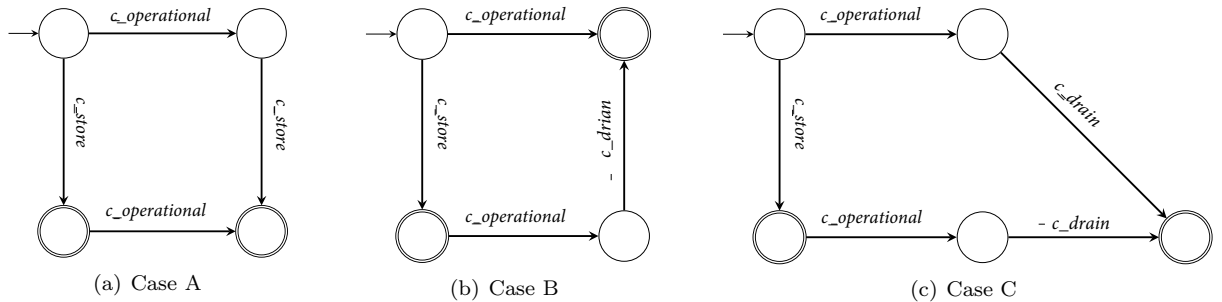 c_operational
c_store
c_store
c_operational
(a) Case A
c_operational
c_store
– c_drian
c_operational
(b) Case B
c_operational
c_store
c_drain
c_operational
– c_drain
(c) Case C